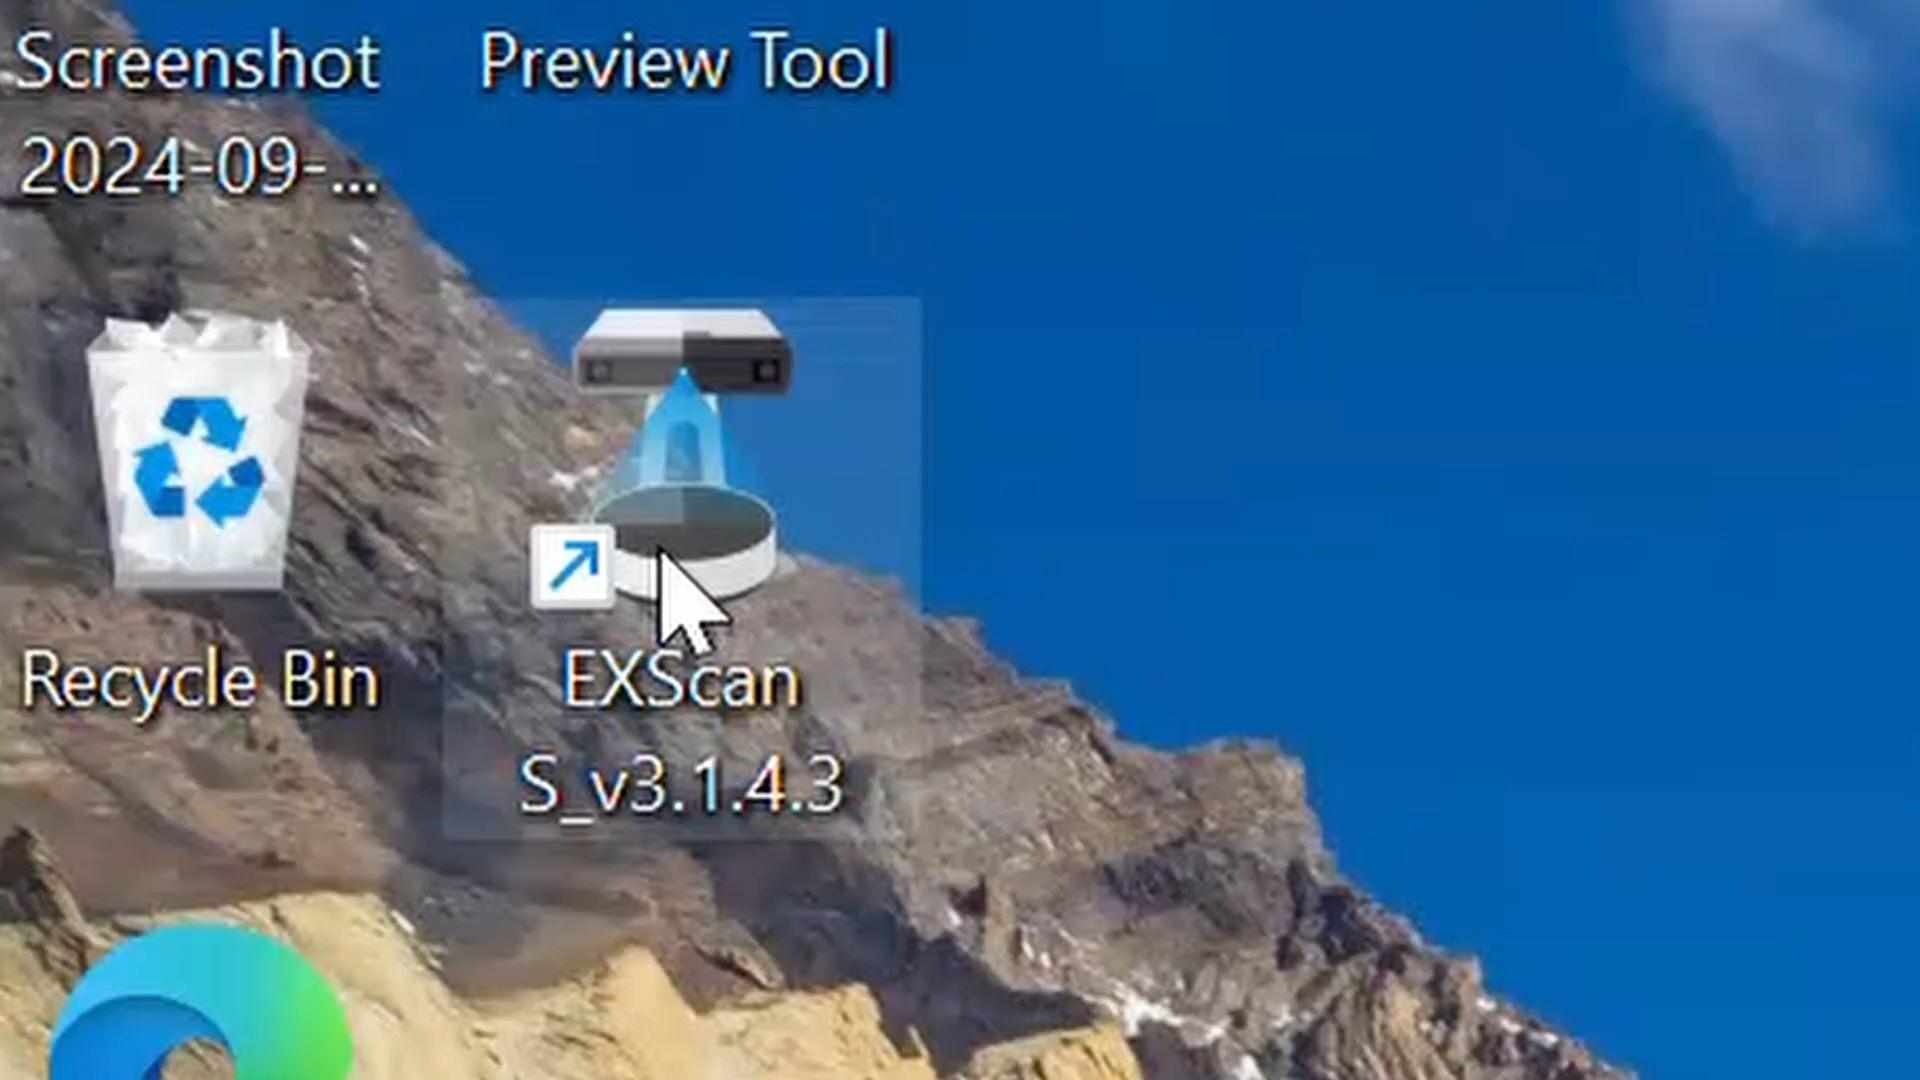 Screenshot
2024-09-...
Preview Tool
Recycle Bin
EXScan
S_v3.1.4.3